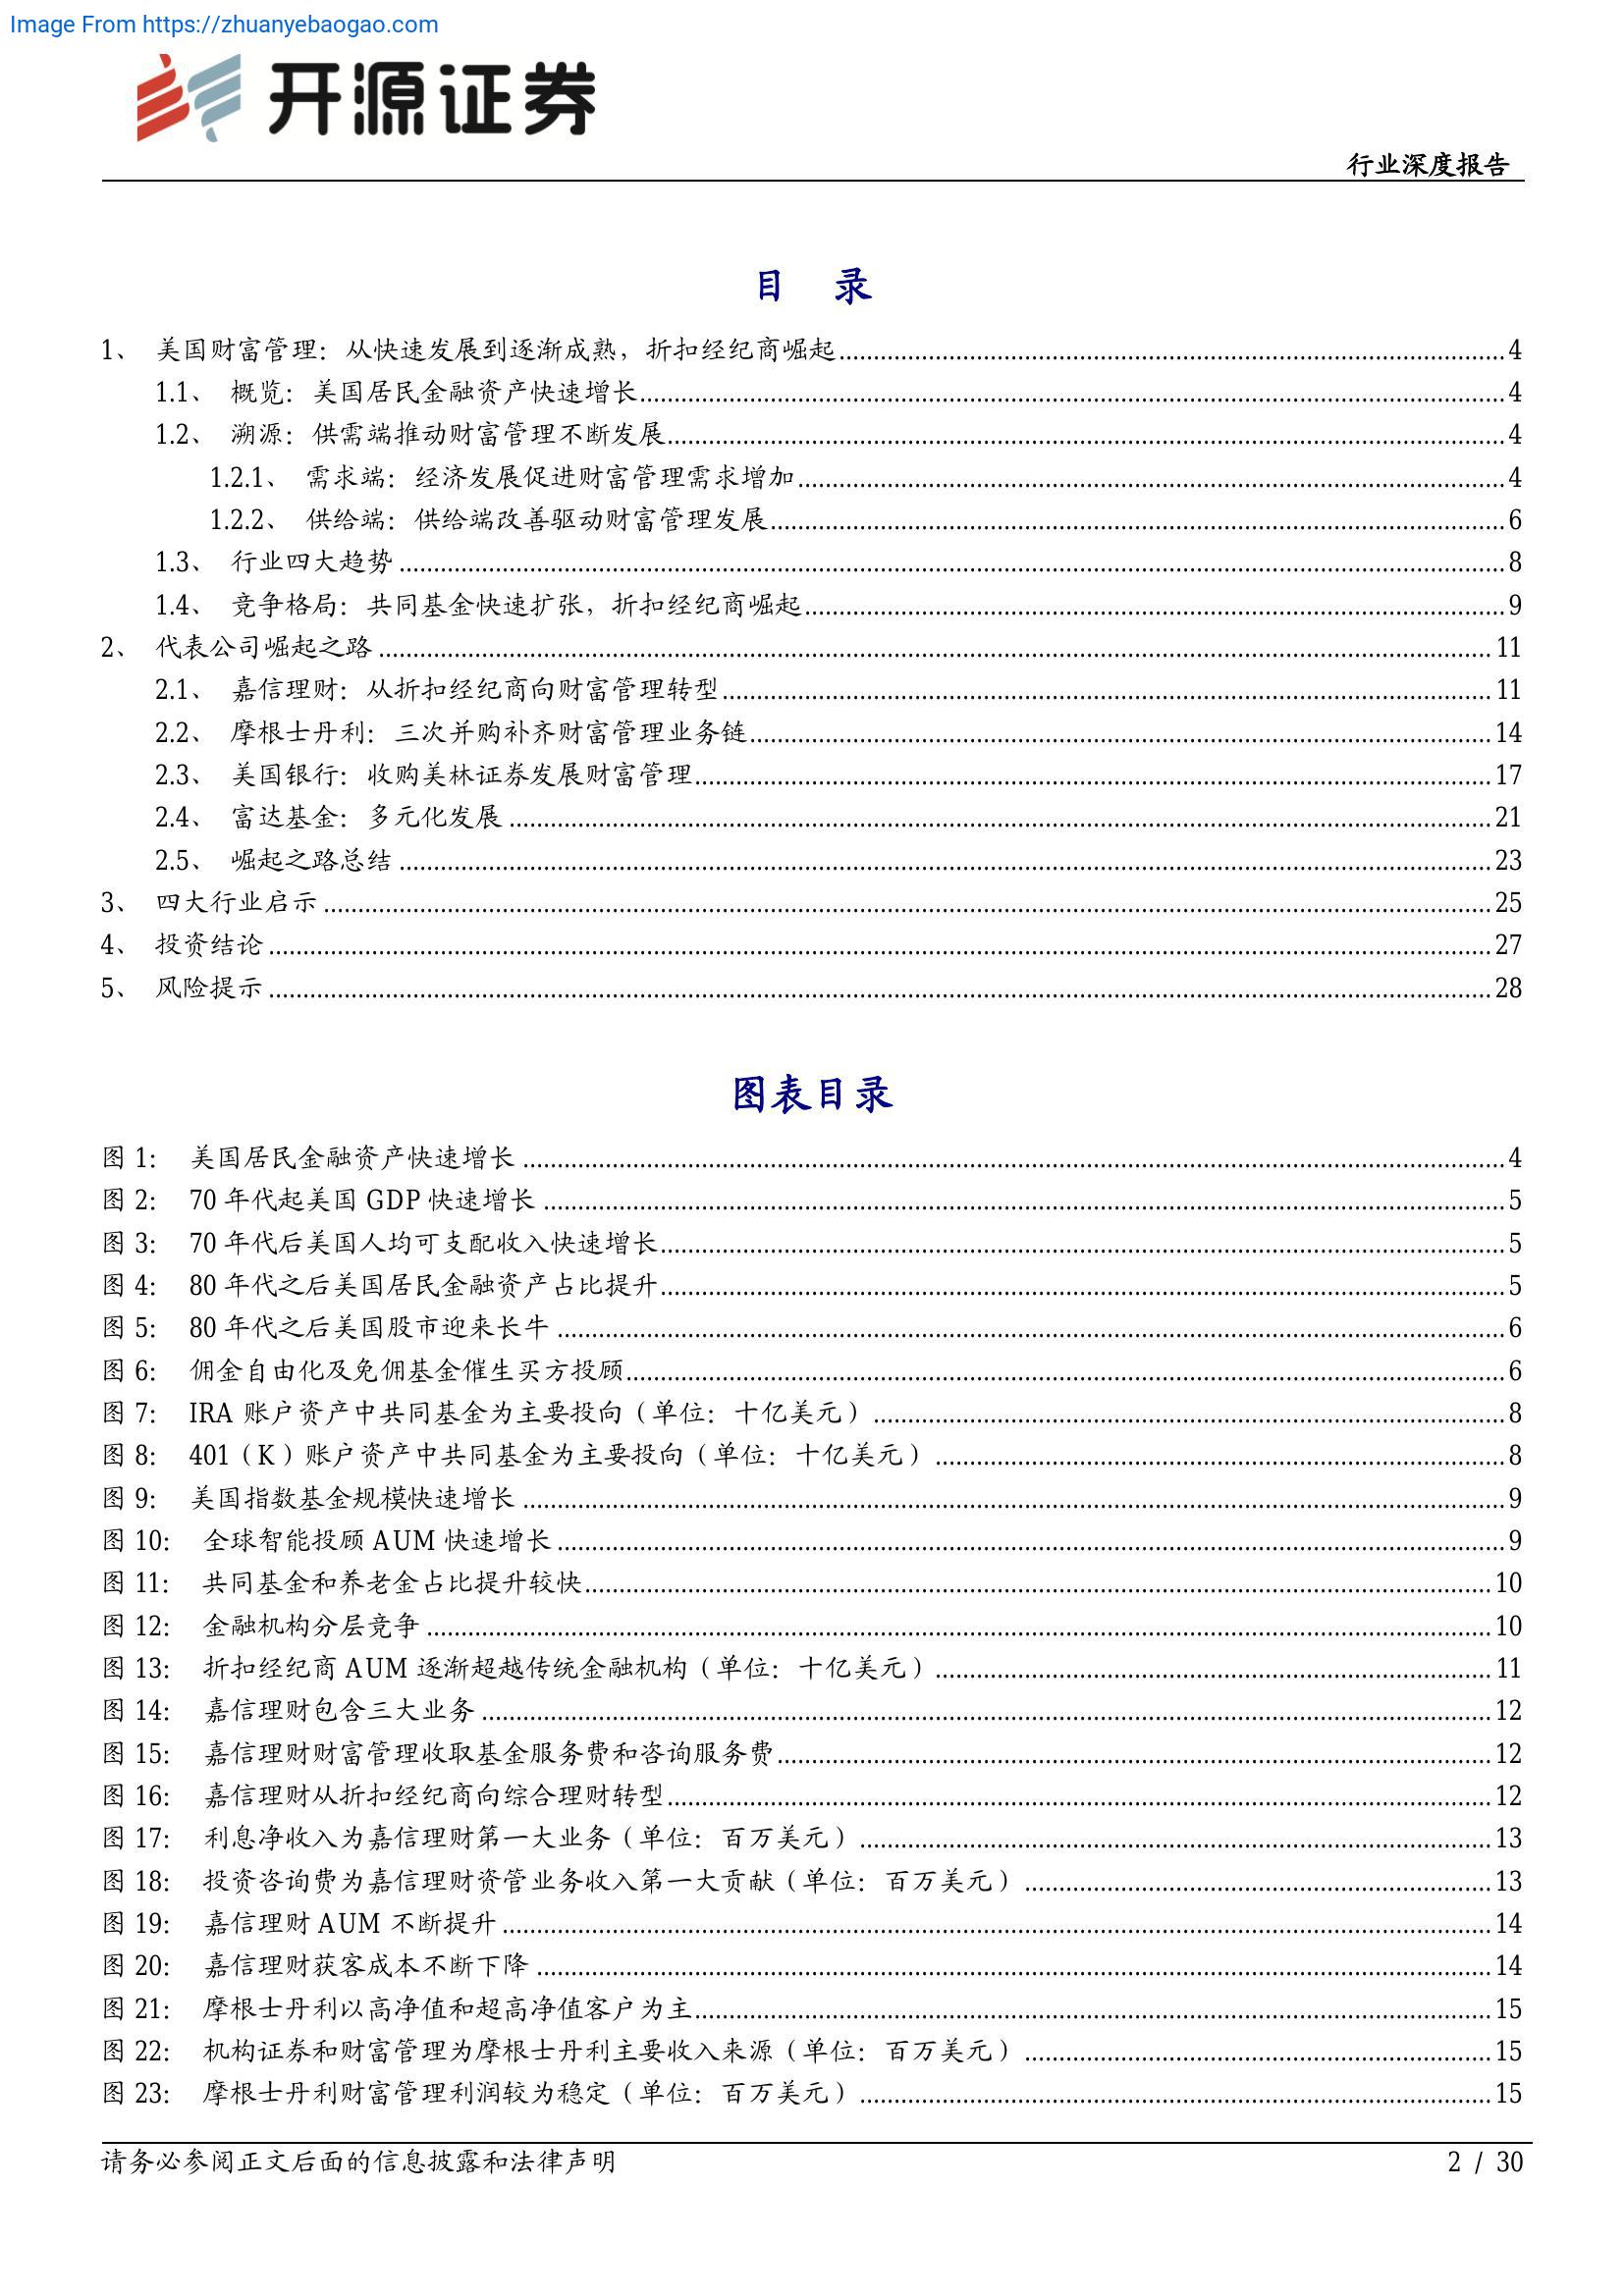 Image From https://zhuanyebaogao.com
开源证券
行业深度报告
目 录
1、 美国财富管理：从快速发展到逐渐成熟，折扣经纪商崛起 4
1.1、 概览：美国居民金融资产快速增长 4
1.2、 溯源：供需端推动财富管理不断发展 4
1.2.1、 需求端：经济发展促进财富管理需求增加 4
1.2.2、 供给端：供给端改善驱动财富管理发展 6
1.3、 行业四大趋势 8
1.4、 竞争格局：共同基金快速扩张，折扣经纪商崛起 9
2、 代表公司崛起之路 11
2.1、 嘉信理财：从折扣经纪商向财富管理转型 11
2.2、 摩根士丹利：三次并购补齐财富管理业务链 14
2.3、 美国银行：收购美林证券发展财富管理 17
2.4、 富达基金：多元化发展 21
2.5、 崛起之路总结 23
3、 四大行业启示 25
4、 投资结论 27
5、 风险提示 28
图表目录
图 1： 美国居民金融资产快速增长 4
图 2： 70 年代起美国 GDP 快速增长 5
图 3： 70 年代后美国人均可支配收入快速增长 5
图 4： 80 年代之后美国居民金融资产占比提升 5
图 5： 80 年代之后美国股市迎来长牛 6
图 6： 佣金自由化及免佣基金催生买方投顾 6
图 7： IRA 账户资产中共同基金为主要投向（单位：十亿美元） 8
图 8： 401（K）账户资产中共同基金为主要投向（单位：十亿美元） 8
图 9： 美国指数基金规模快速增长 9
图 10： 全球智能投顾 AUM 快速增长 9
图 11： 共同基金和养老金占比提升较快 10
图 12： 金融机构分层竞争 10
图 13： 折扣经纪商 AUM 逐渐超越传统金融机构（单位：十亿美元） 11
图 14： 嘉信理财包含三大业务 12
图 15： 嘉信理财财富管理收取基金服务费和咨询服务费 12
图 16： 嘉信理财从折扣经纪商向综合理财转型 12
图 17： 利息净收入为嘉信理财第一大业务（单位：百万美元） 13
图 18： 投资咨询费为嘉信理财资管业务收入第一大贡献（单位：百万美元） 13
图 19： 嘉信理财 AUM 不断提升 14
图 20： 嘉信理财获客成本不断下降 14
图 21： 摩根士丹利以高净值和超高净值客户为主 15
图 22： 机构证券和财富管理为摩根士丹利主要收入来源（单位：百万美元） 15
图 23： 摩根士丹利财富管理利润较为稳定（单位：百万美元） 15
请务必参阅正文后面的信息披露和法律声明 2 / 30